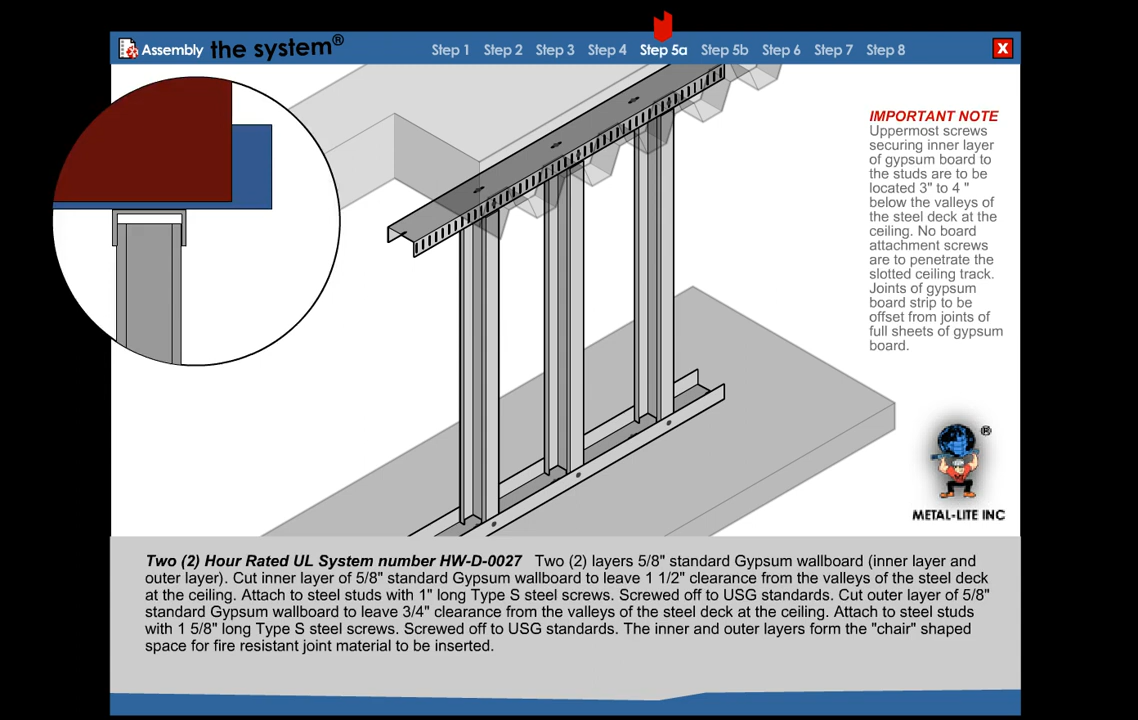 Assembly the system® Step 1 Step 2 Step 3 Step 4 Step 5a Step 5b Step 6 Step 7 Step 8 X
IMPORTANT NOTE
Uppermost screws
securing inner layer
of gypsum board to
the studs are to be
located 3" to 4 "
below the valleys of
the steel deck at the
ceiling. No board
attachment screws
are to penetrate the
slotted ceiling track.
Joints of gypsum
board strip to be
offset from joints of
full sheets of gypsum
board.
®
METAL-LITE INC
Two (2) Hour Rated UL System number HW-D-0027 Two (2) layers 5/8" standard Gypsum wallboard (inner layer and
outer layer). Cut inner layer of 5/8" standard Gypsum wallboard to leave 1 1/2" clearance from the valleys of the steel deck
at the ceiling. Attach to steel studs with 1" long Type S steel screws. Screwed off to USG standards. Cut outer layer of 5/8"
standard Gypsum wallboard to leave 3/4" clearance from the valleys of the steel deck at the ceiling. Attach to steel studs
with 1 5/8" long Type S steel screws. Screwed off to USG standards. The inner and outer layers form the "chair" shaped
space for fire resistant joint material to be inserted.